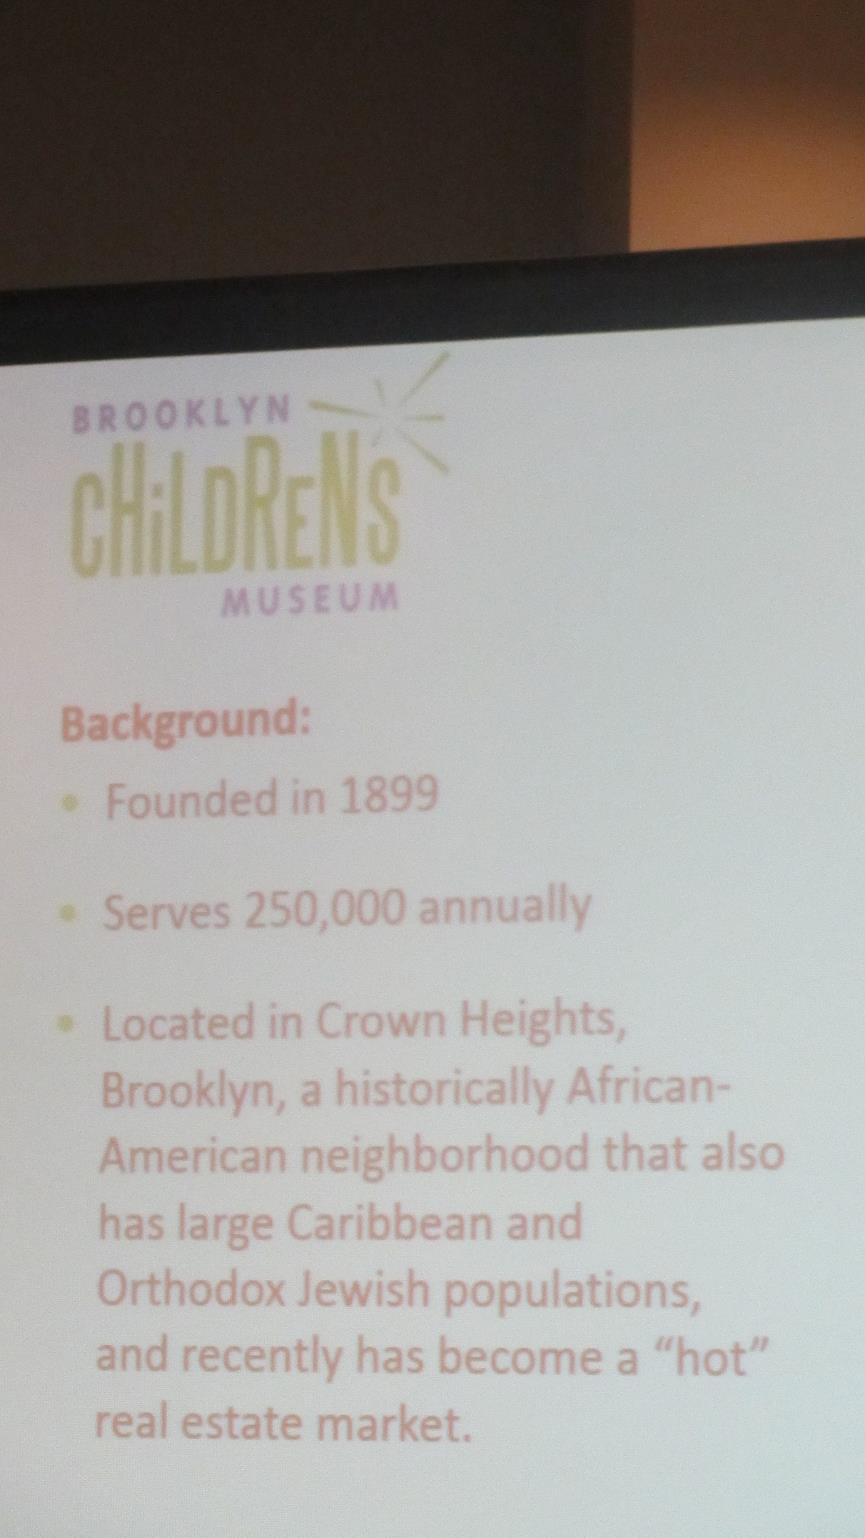 BROOKLYN
CHiLDRENS
MUSEUM
Background:
• Founded in 1899
• Serves 250,000 annually
• Located in Crown Heights,
Brooklyn, a historically African-
American neighborhood that also
has large Caribbean and
Orthodox Jewish populations,
and recently has become a “hot”
real estate market.